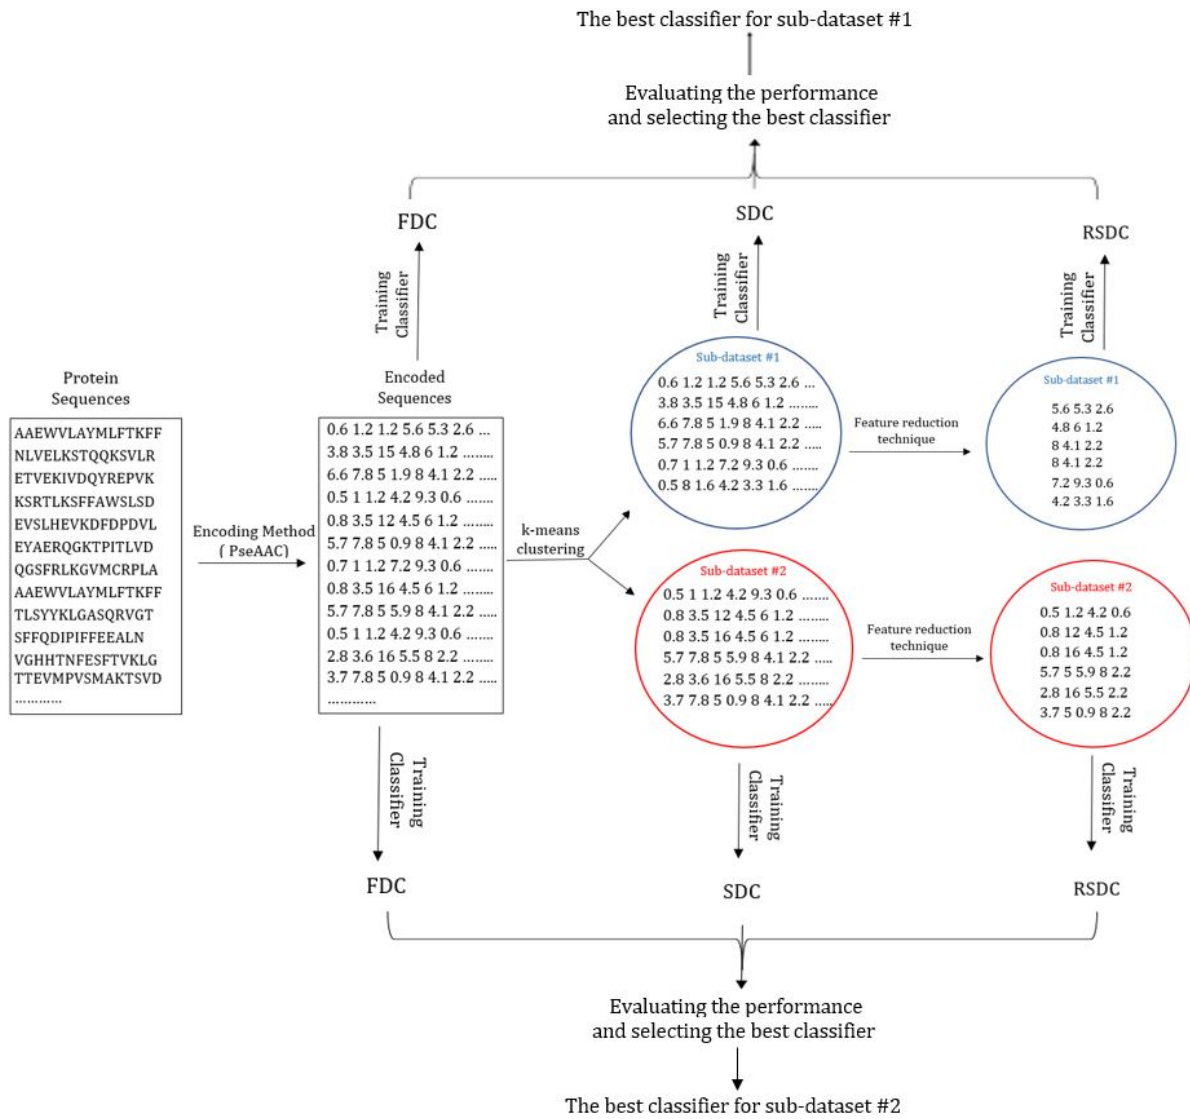 The best classifier for sub-dataset #1
Evaluating the performance
and selecting the best classifier
FDC
SDC
RSDC
Training
Classifier
Training
Classifier
Training
Classifier
Protein
Sequences
AAEWVLAYMLFTKFF
NLVELKSTQQKSVLR
ETVEKIVDQYREPVK
KSRTLKSFFAWSLSD
EVSLHEVKDFDPDVL
EYAERQGKTPITLVD
QGSFRLKGVMCRPLA
AAEWVLAYMLFTKFF
TLSYYKLGASQRVGT
SFFQDIPIFFEEALN
VGHHTNFESFTVKLG
TTEVMPVSMAKTSVD
............
Encoding Method
( PseAAC)
Encoded
Sequences
0.6 1.2 1.2 5.6 5.3 2.6 ...
3.8 3.5 15 4.8 6 1.2 ........
6.6 7.8 5 1.9 8 4.1 2.2 .....
0.5 1 1.2 4.2 9.3 0.6 .......
0.8 3.5 12 4.5 6 1.2 ........
5.7 7.8 5 0.9 8 4.1 2.2 .....
0.7 1 1.2 7.2 9.3 0.6 .......
0.8 3.5 16 4.5 6 1.2 ........
5.7 7.8 5 5.9 8 4.1 2.2 .....
0.5 1 1.2 4.2 9.3 0.6 .......
2.8 3.6 16 5.5 8 2.2 ........
3.7 7.8 5 0.9 8 4.1 2.2 .....
............
k-means
clustering
Sub-dataset #1
0.6 1.2 1.2 5.6 5.3 2.6 ...
3.8 3.5 15 4.8 6 1.2 ........
6.6 7.8 5 1.9 8 4.1 2.2 .....
5.7 7.8 5 0.9 8 4.1 2.2 .....
0.7 1 1.2 7.2 9.3 0.6 .......
0.5 8 1.6 4.2 3.3 1.6 .......
Feature reduction
technique
Sub-dataset #1
5.6 5.3 2.6
4.8 6 1.2
8 4.1 2.2
8 4.1 2.2
7.2 9.3 0.6
4.2 3.3 1.6
Sub-dataset #2
0.5 1 1.2 4.2 9.3 0.6 .......
0.8 3.5 12 4.5 6 1.2 ........
0.8 3.5 16 4.5 6 1.2 ........
5.7 7.8 5 5.9 8 4.1 2.2 .....
2.8 3.6 16 5.5 8 2.2 ........
3.7 7.8 5 0.9 8 4.1 2.2 .....
Feature reduction
technique
Sub-dataset #2
0.5 1.2 4.2 0.6
0.8 12 4.5 1.2
0.8 16 4.5 1.2
5.7 5 5.9 8 2.2
2.8 16 5.5 2.2
3.7 5 0.9 8 2.2
Training
Classifier
Training
Classifier
Training
Classifier
FDC
SDC
RSDC
Evaluating the performance
and selecting the best classifier
The best classifier for sub-dataset #2